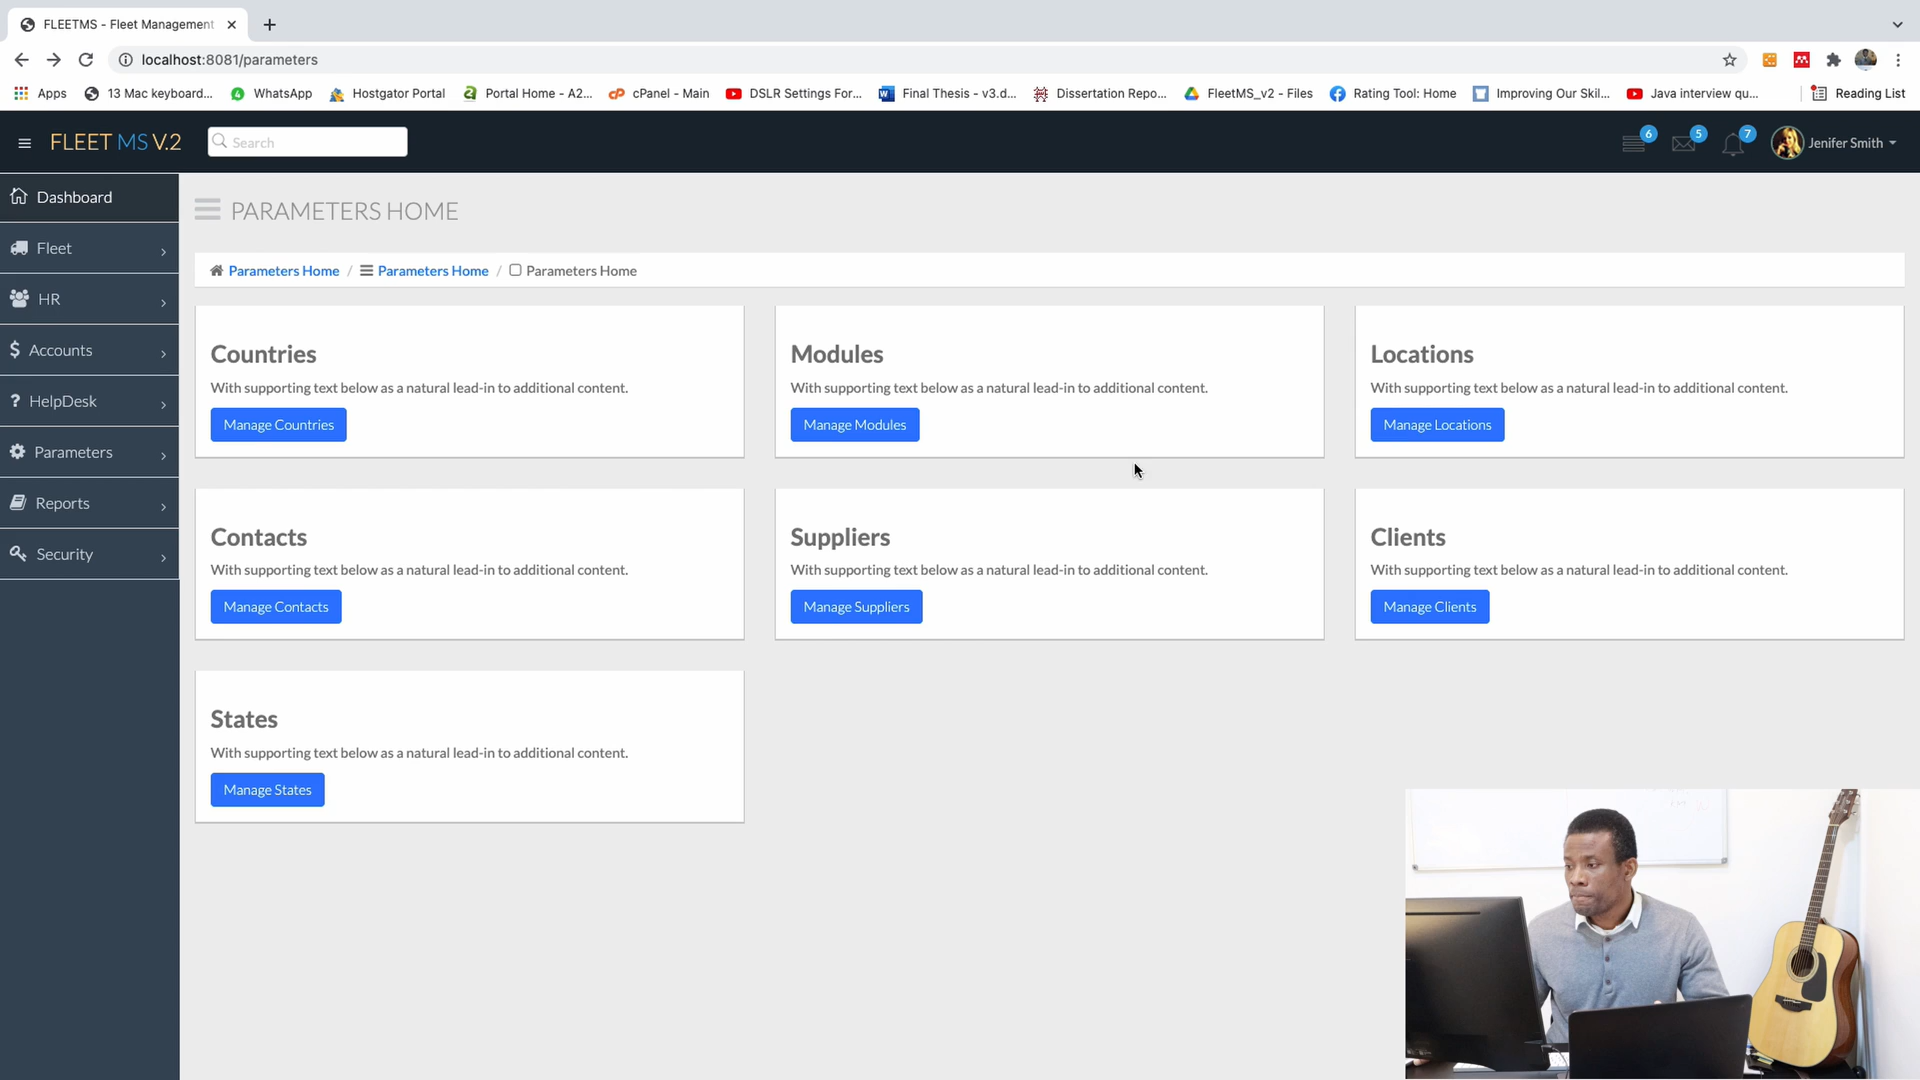 FLEETMS - Fleet Management
localhost:8081/parameters
Apps 13 Mac keyboard... WhatsApp Hostgator Portal Portal Home - A2... cPanel - Main DSLR Settings For... Final Thesis - v3.d... Dissertation Repo... FleetMS_v2 - Files Rating Tool: Home Improving Our Skil... Java interview qu... Reading List
FLEET MS V.2 Search 6 5 7 Jenifer Smith
Dashboard
Fleet
HR
Accounts
HelpDesk
Parameters
Reports
Security
PARAMETERS HOME
Parameters Home / Parameters Home / Parameters Home
Countries
With supporting text below as a natural lead-in to additional content.
Manage Countries
Modules
With supporting text below as a natural lead-in to additional content.
Manage Modules
Locations
With supporting text below as a natural lead-in to additional content.
Manage Locations
Contacts
With supporting text below as a natural lead-in to additional content.
Manage Contacts
Suppliers
With supporting text below as a natural lead-in to additional content.
Manage Suppliers
Clients
With supporting text below as a natural lead-in to additional content.
Manage Clients
States
With supporting text below as a natural lead-in to additional content.
Manage States